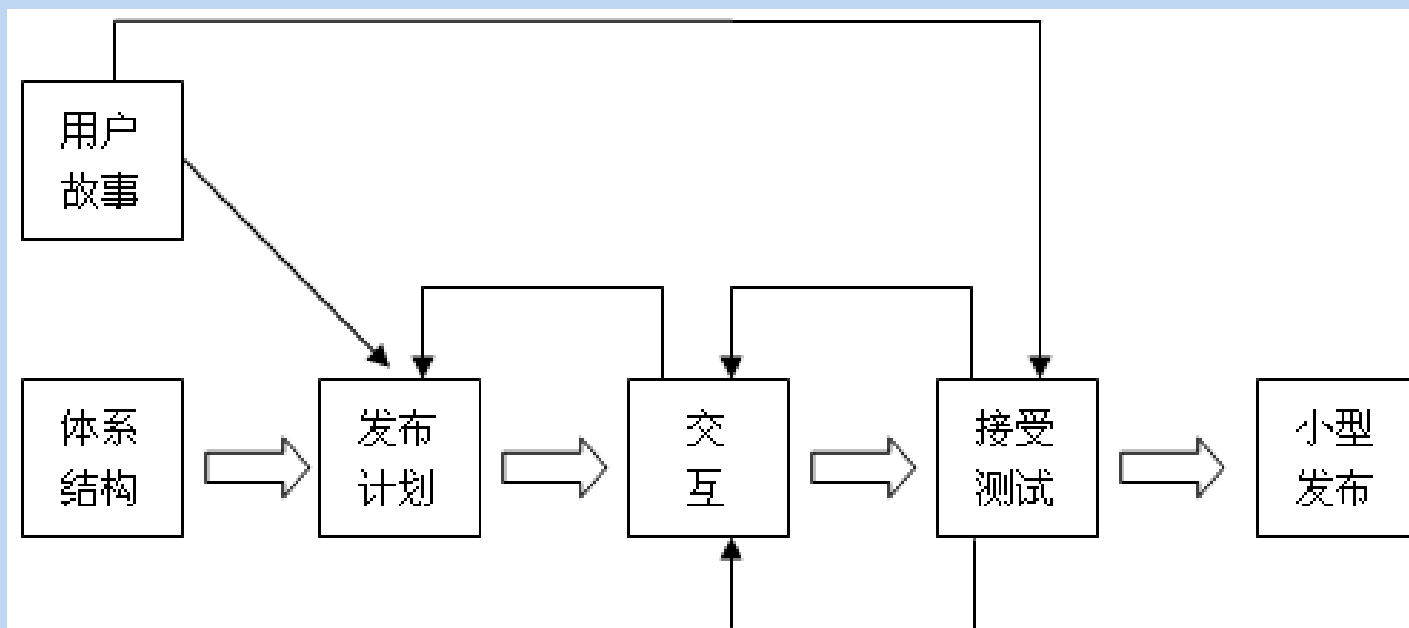 用户
故事
体系
结构
发布
计划
交
互
接受
测试
小型
发布